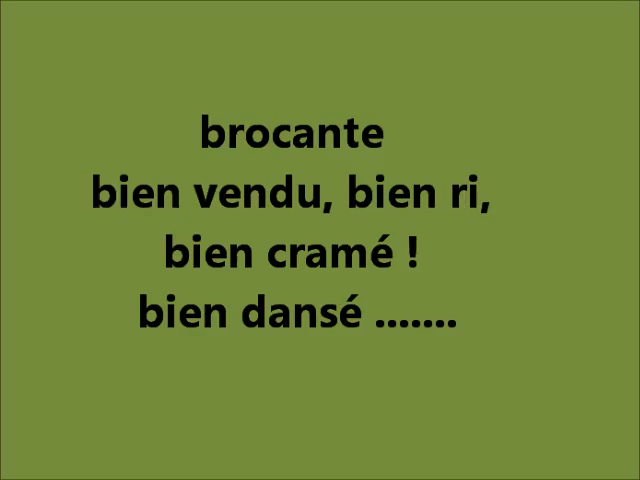 brocante
bien vendu, bien ri,
bien cramé !
bien dansé .......